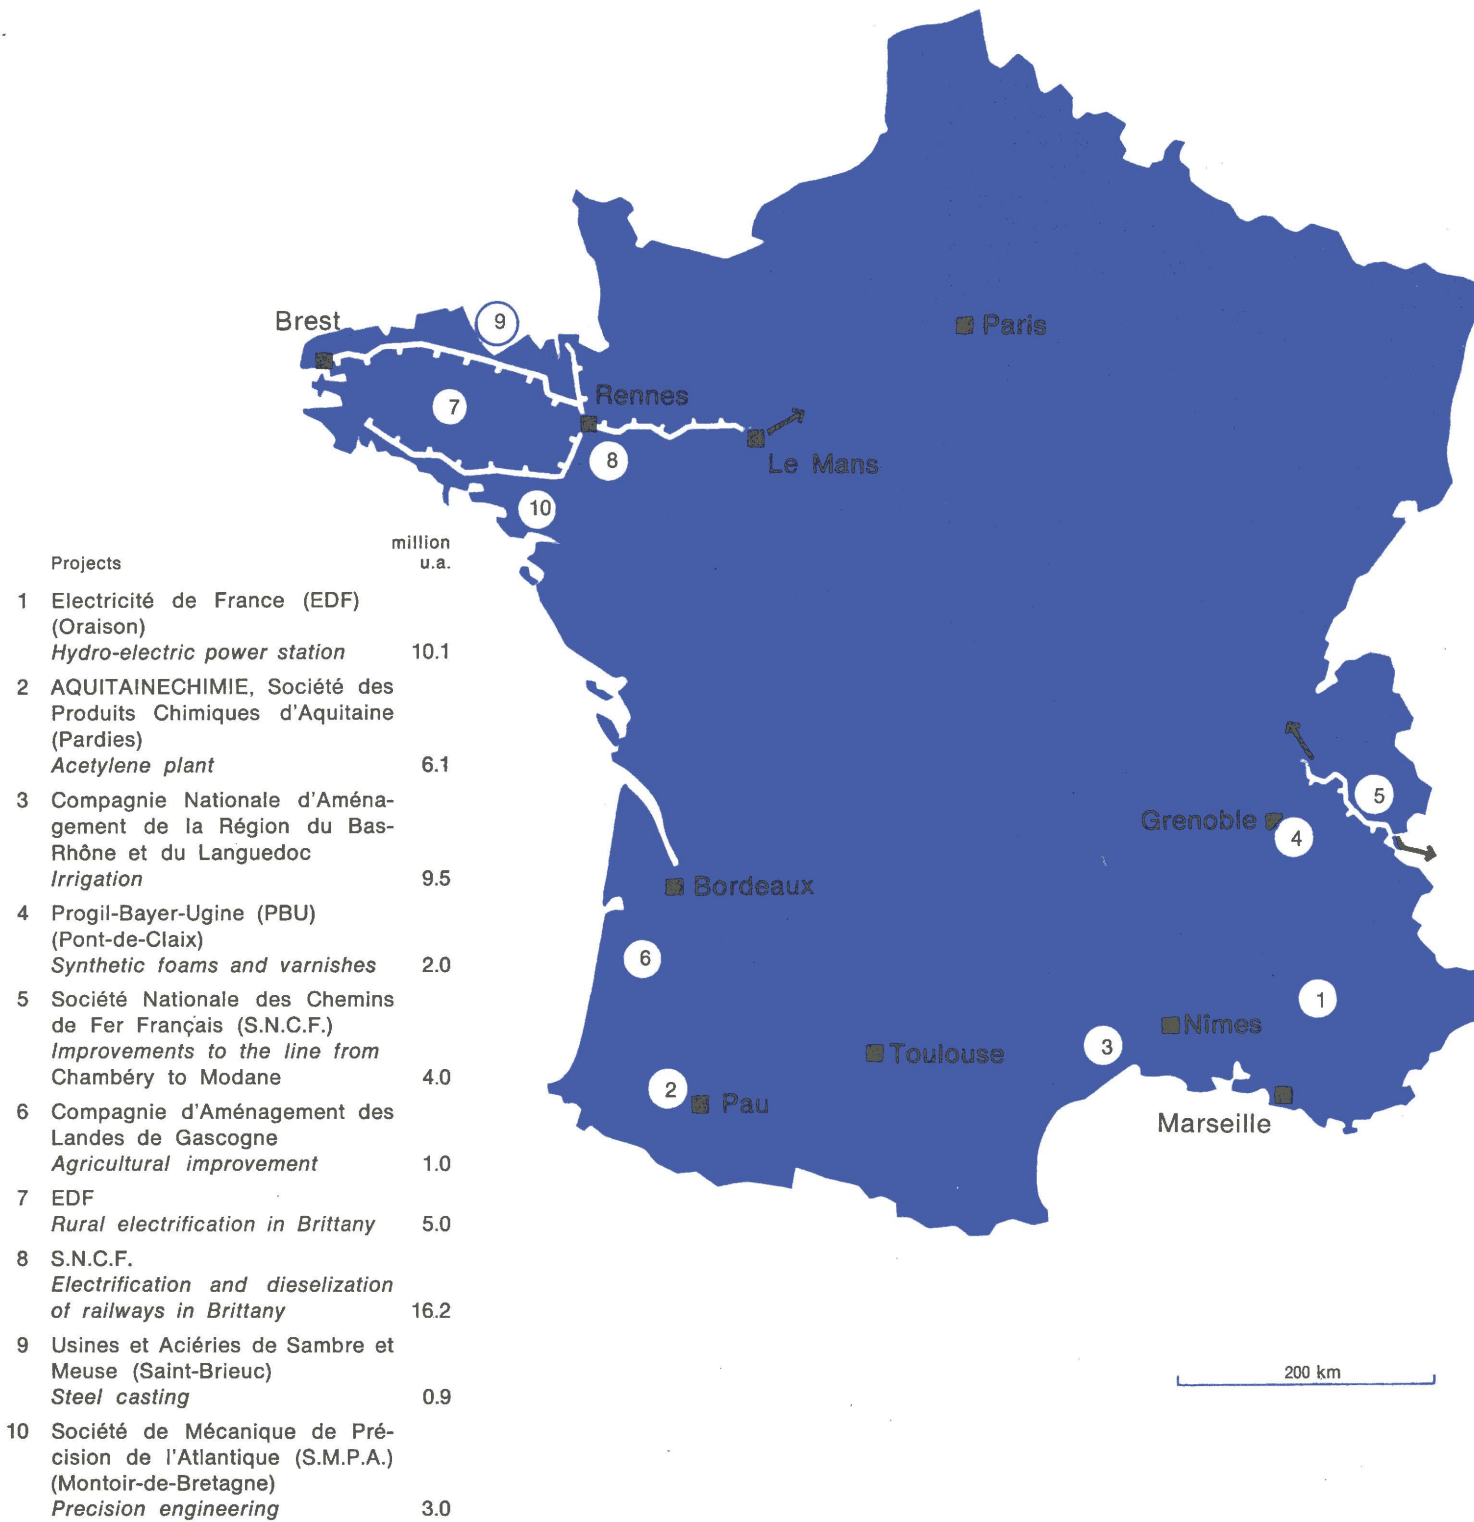 Brest
9
Paris
7
Rennes
8
Le Mans
10
5
Grenoble
4
Bordeaux
6
1
Nîmes
3
Toulouse
2
Pau
Marseille
200 km
million
Projects u.a.
1 Electricité de France (EDF)
(Oraison)
Hydro-electric power station 10.1
2 AQUITAINECHIMIE, Société des
Produits Chimiques d'Aquitaine
(Pardies)
Acetylene plant 6.1
3 Compagnie Nationale d'Aména-
gement de la Région du Bas-
Rhône et du Languedoc
Irrigation 9.5
4 Progil-Bayer-Ugine (PBU)
(Pont-de-Claix)
Synthetic foams and varnishes 2.0
5 Société Nationale des Chemins
de Fer Français (S.N.C.F.)
Improvements to the line from
Chambéry to Modane 4.0
6 Compagnie d'Aménagement des
Landes de Gascogne
Agricultural improvement 1.0
7 EDF
Rural electrification in Brittany 5.0
8 S.N.C.F.
Electrification and dieselization
of railways in Brittany 16.2
9 Usines et Aciéries de Sambre et
Meuse (Saint-Brieuc)
Steel casting 0.9
10 Société de Mécanique de Pré-
cision de l'Atlantique (S.M.P.A.)
(Montoir-de-Bretagne)
Precision engineering 3.0